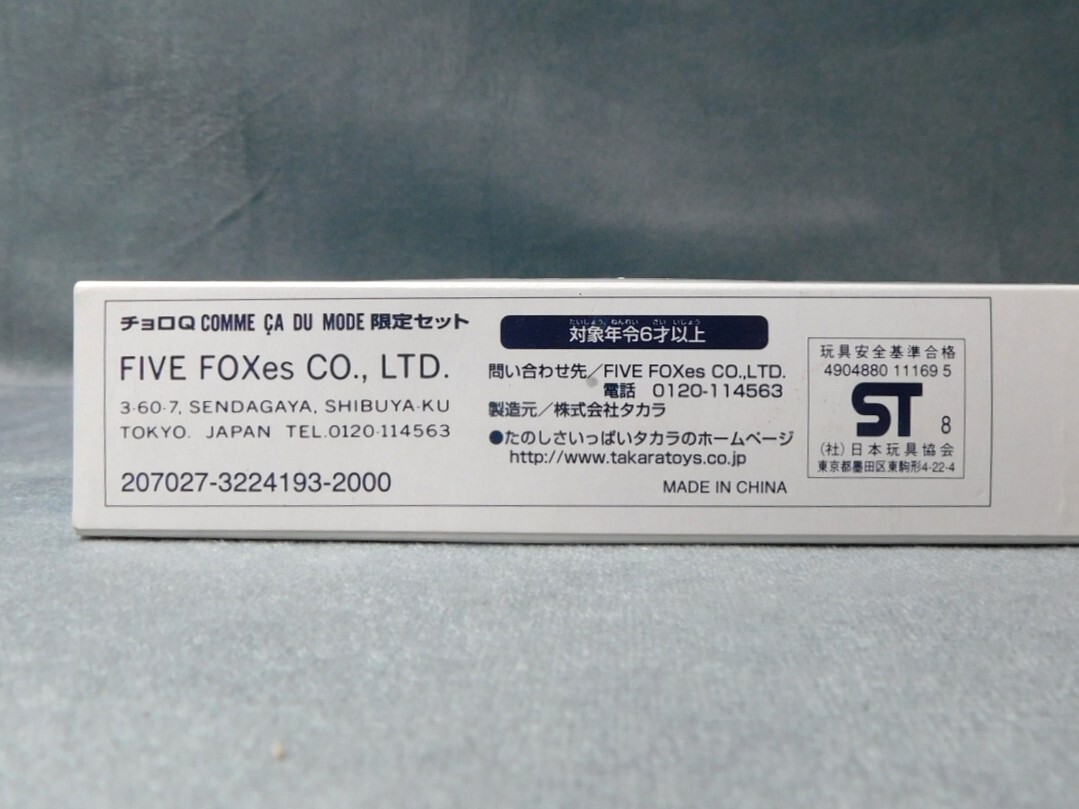 チョロQ COMME ÇA DU MODE 限定セット
FIVE FOXes CO., LTD.
3-60-7, SENDAGAYA, SHIBUYA-KU
TOKYO. JAPAN TEL.0120-114563
207027-3224193-2000
たいしょう ねんれい さい いじょう
対象年令6才以上
問い合わせ先／FIVE FOXes CO.,LTD.
電話 0120-114563
製造元／株式会社タカラ
●たのしさいっぱいタカラのホームページ
http://www.takaratoys.co.jp
MADE IN CHINA
玩具安全基準合格
4904880 11169 5
ST 8
(社)日本玩具協会
東京都墨田区東駒形4-22-4